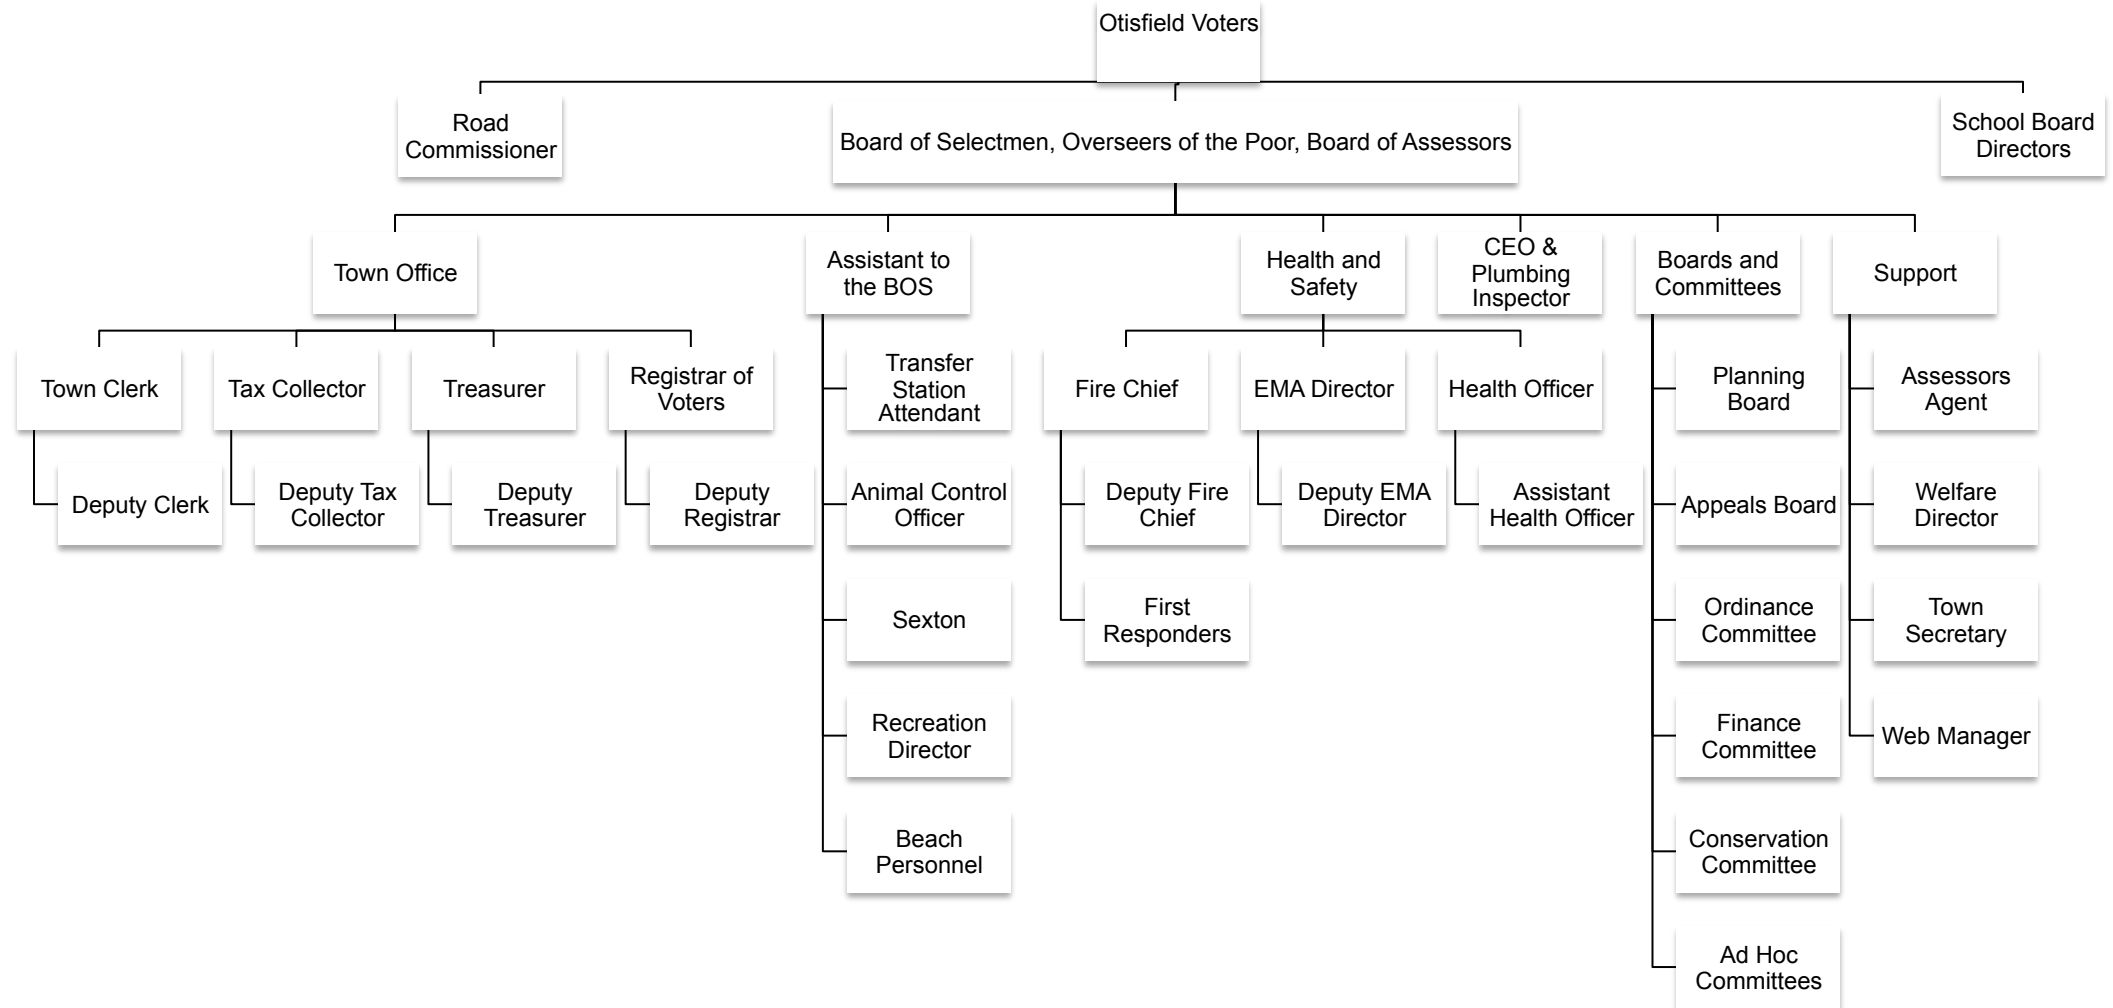 Otisfield Voters
Road
Commissioner
Board of Selectmen, Overseers of the Poor, Board of Assessors
School Board
Directors
Town Office
Assistant to
the BOS
Health and
Safety
CEO &
Plumbing
Inspector
Boards and
Committees
Support
Town Clerk
Tax Collector
Treasurer
Registrar of
Voters
Transfer
Station
Attendant
Fire Chief
EMA Director
Health Officer
Planning
Board
Assessors
Agent
Deputy Clerk
Deputy Tax
Collector
Deputy
Treasurer
Deputy
Registrar
Animal Control
Officer
Deputy Fire
Chief
Deputy EMA
Director
Assistant
Health Officer
Appeals Board
Welfare
Director
Sexton
First
Responders
Ordinance
Committee
Town
Secretary
Recreation
Director
Finance
Committee
Web Manager
Beach
Personnel
Conservation
Committee
Ad Hoc
Committees